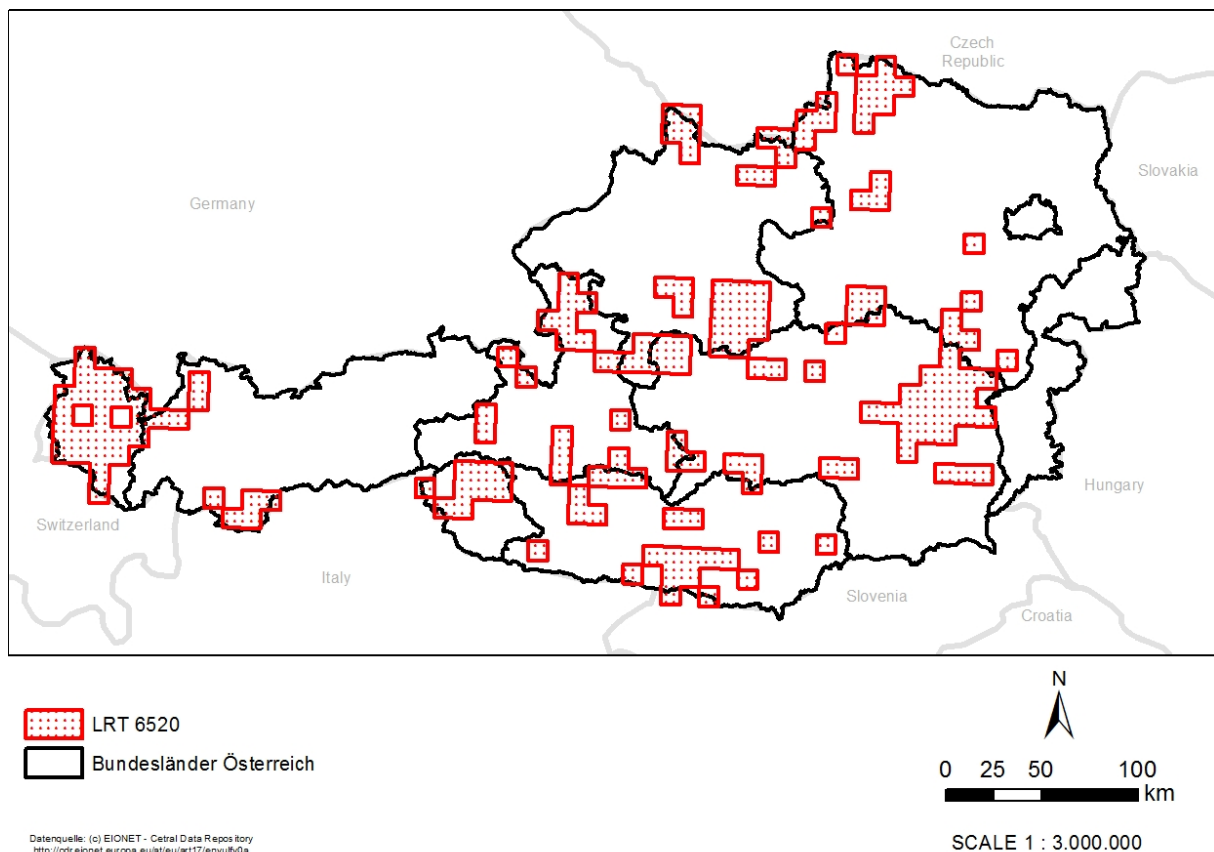 Czech
Republic
Slovakia
Germany
Switzerland
Italy
Hungary
Slovenia
Croatia
LRT 6520
Bundesländer Österreich
N
0 25 50 100
km
SCALE 1 : 3.000.000
Datenquelle: (c) EIONET - Cetral Data Repository